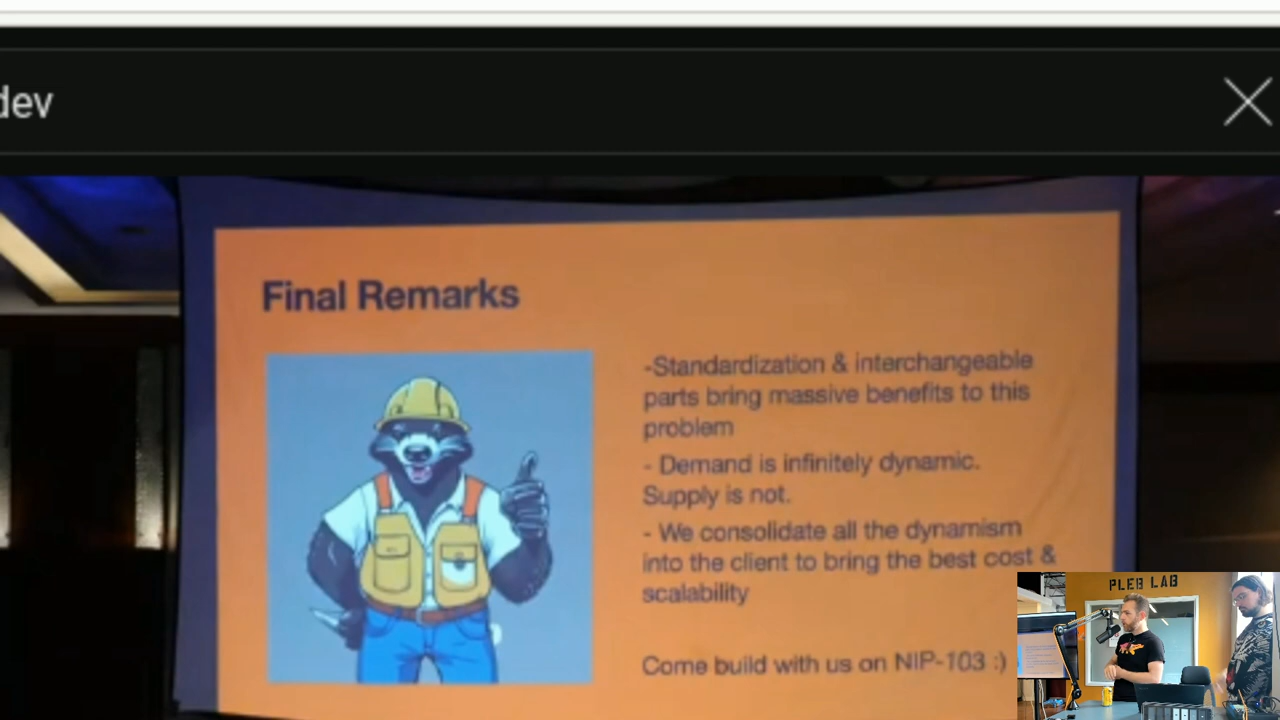 dev
Final Remarks
-Standardization & interchangeable
parts bring massive benefits to this
problem
- Demand is infinitely dynamic.
Supply is not.
- We consolidate all the dynamism
into the client to bring the best cost &
scalability
Come build with us on NIP-103 :)
PLEB LAB